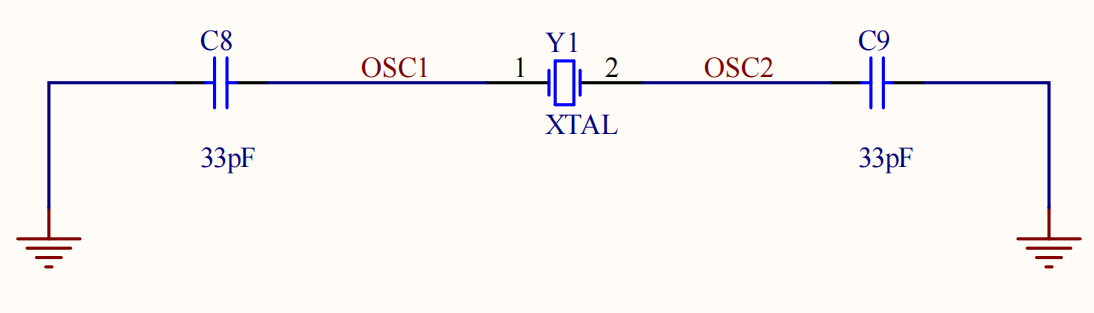 C8
Y1
C9
OSC1
1
2
OSC2
XTAL
33pF
33pF